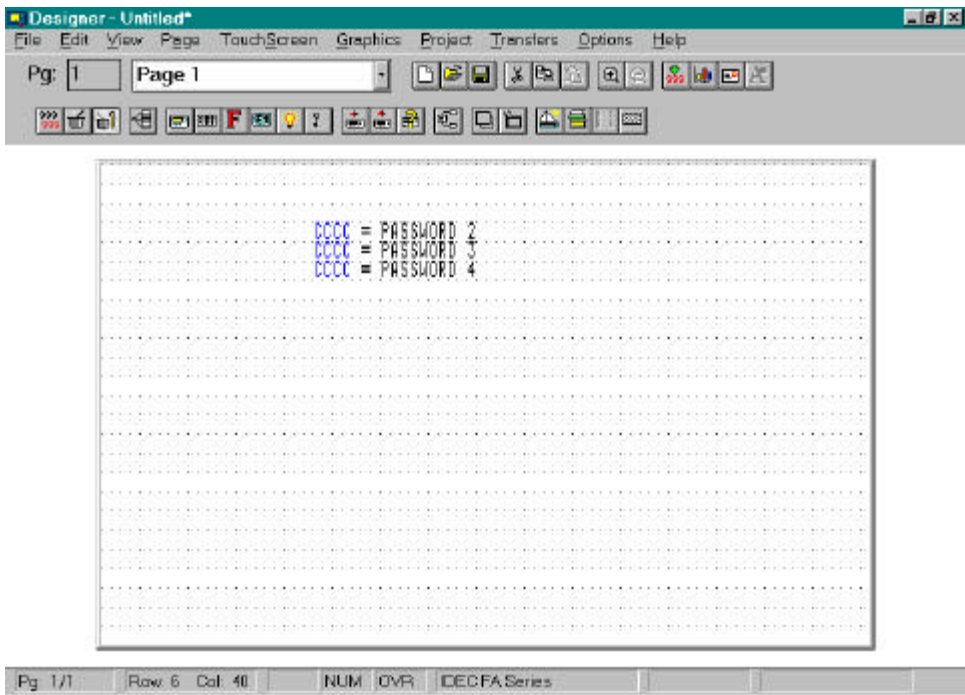 Designer - Untitled*
File Edit View Page TouchScreen Graphics Project Transfers Options Help
Pg: 1 Page 1
CCCC = PASSWORD 2
CCCC = PASSWORD 3
CCCC = PASSWORD 4
Pg 1/1 Row: 6 Col: 40 NUM OVR IDEC FA Series